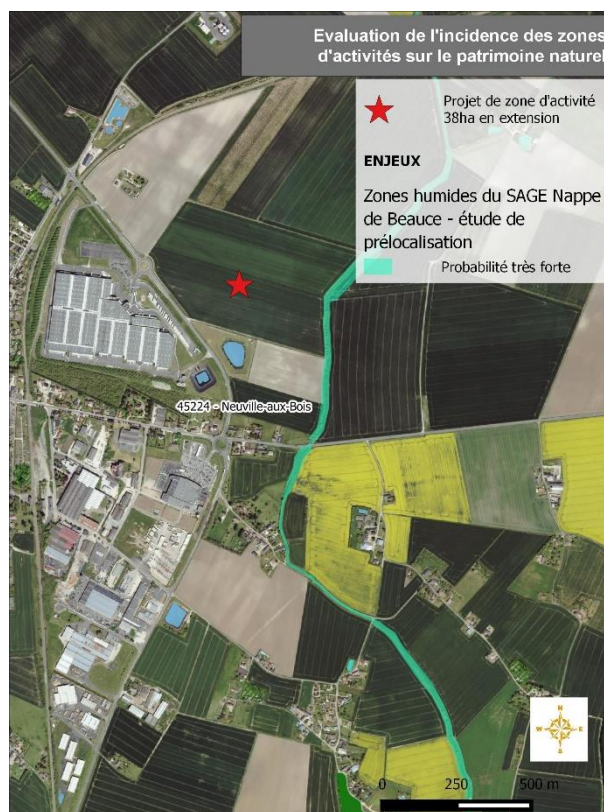 Evaluation de l'incidence des zones
d'activités sur le patrimoine naturel
Projet de zone d'activité
38ha en extension
ENJEUX
Zones humides du SAGE Nappe
de Beauce - étude de
prélocalisation
Probabilité très forte
45224 - Neuville-aux-Bois
N
W E
S
0 250 500 m